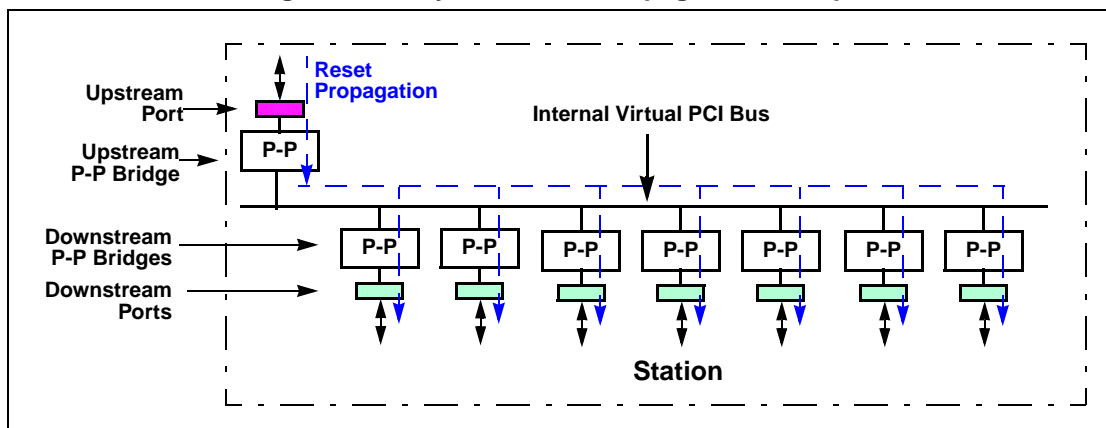 Reset
Propagation
Upstream
Port
Internal Virtual PCI Bus
P-P
Upstream
P-P Bridge
Downstream
P-P Bridges
P-P P-P P-P P-P P-P P-P P-P
Downstream
Ports
Station